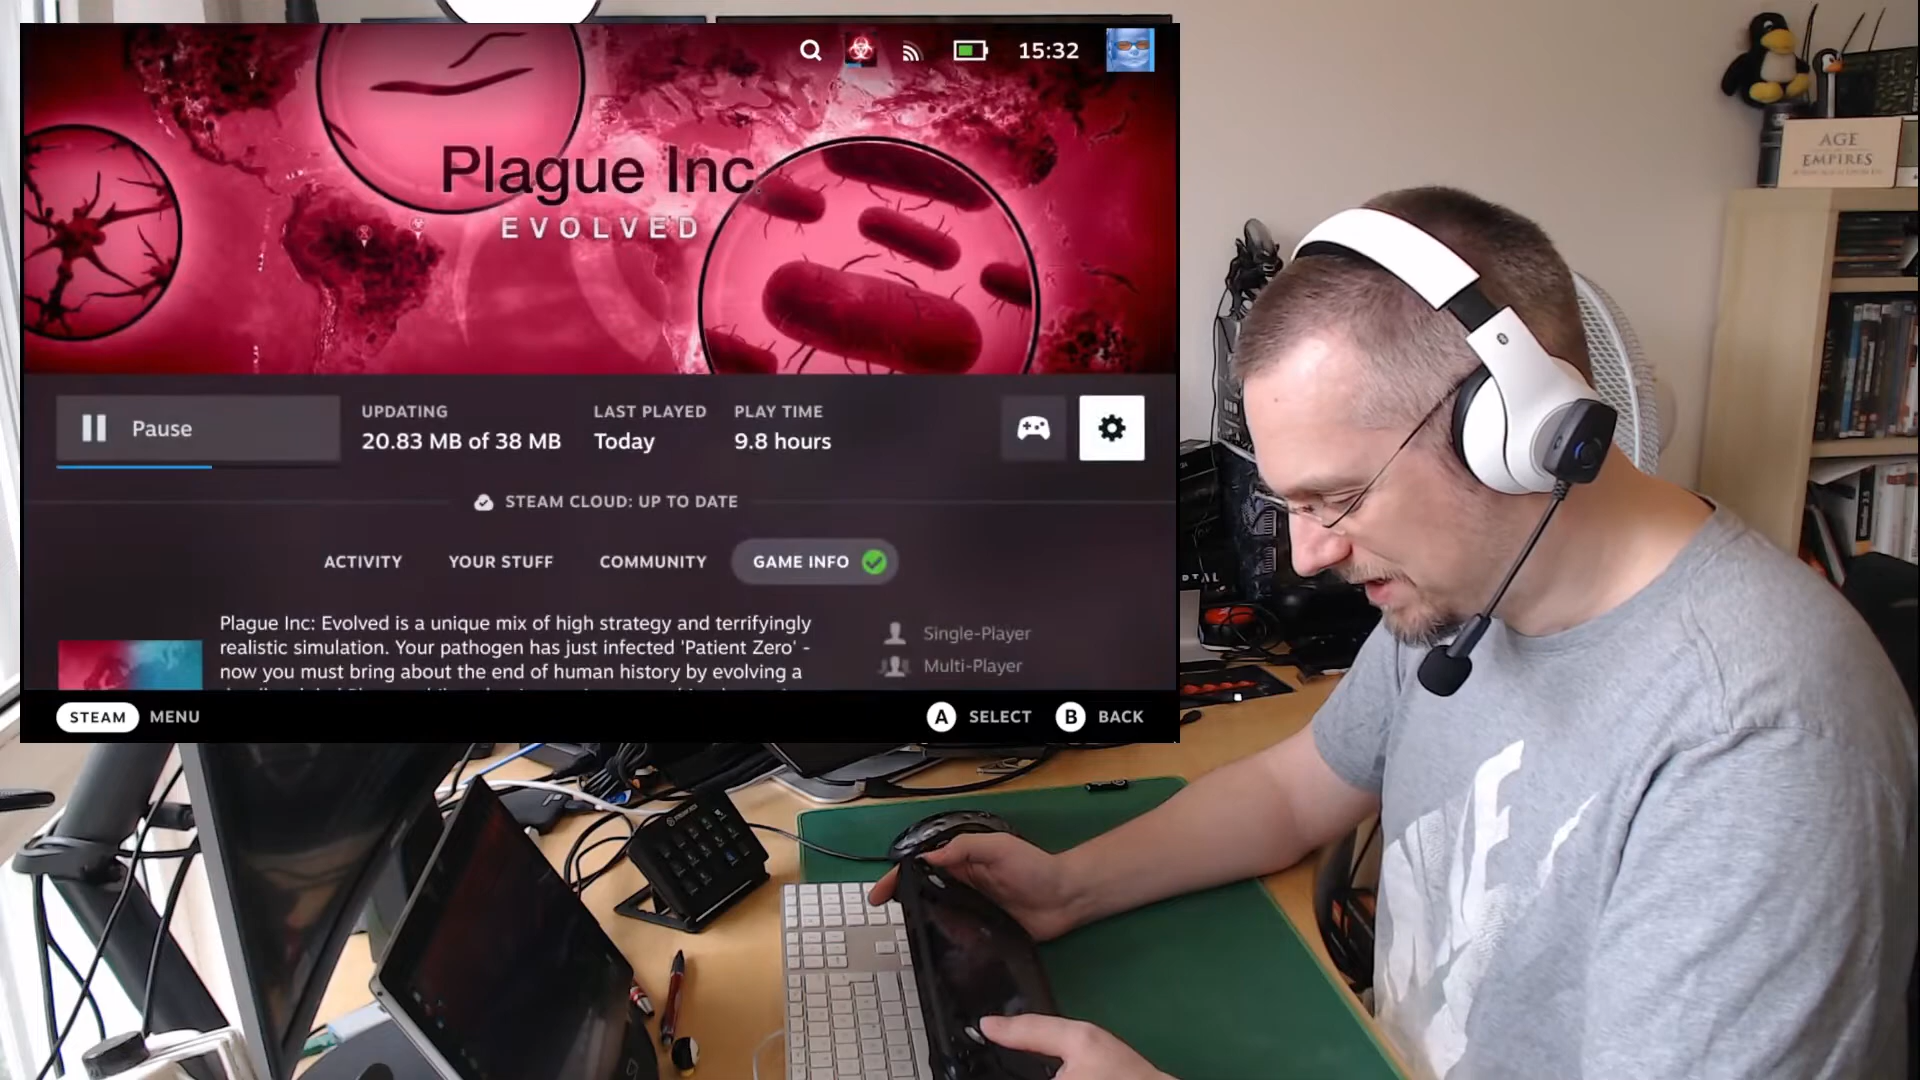 15:32
Plague Inc.
EVOLVED
Pause
UPDATING
20.83 MB of 38 MB
LAST PLAYED
Today
PLAY TIME
9.8 hours
STEAM CLOUD: UP TO DATE
ACTIVITY
YOUR STUFF
COMMUNITY
GAME INFO
Plague Inc: Evolved is a unique mix of high strategy and terrifyingly
realistic simulation. Your pathogen has just infected 'Patient Zero' -
now you must bring about the end of human history by evolving a
Single-Player
Multi-Player
STEAM MENU
A SELECT
B BACK
AGE
EMPIRES